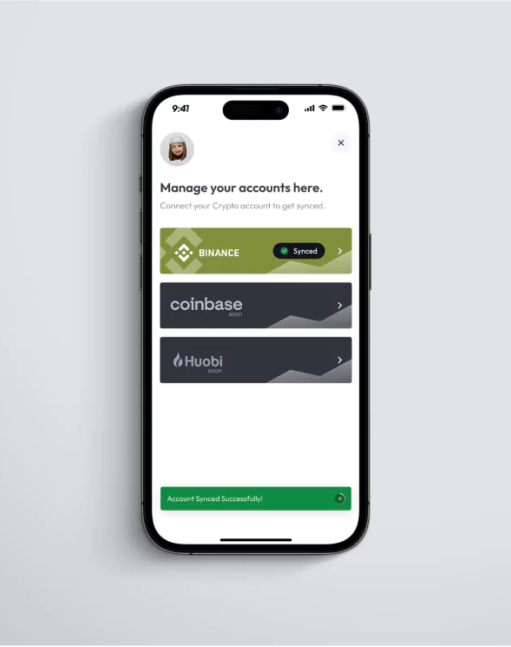 9:41
Manage your accounts here.
Connect your Crypto account to get synced..
BINANCE
Synced
coinbase
soon
Huobi
soon
Account Synced Successfully!